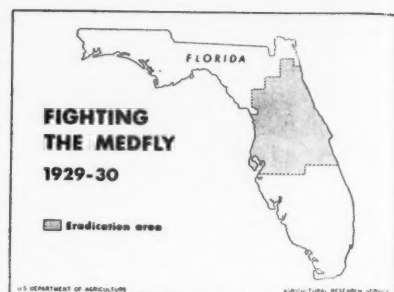 FLORIDA
FIGHTING
THE MEDFLY
1929-30
Eradication area
U.S. DEPARTMENT OF AGRICULTURE
AGRICULTURAL RESEARCH SERVICE